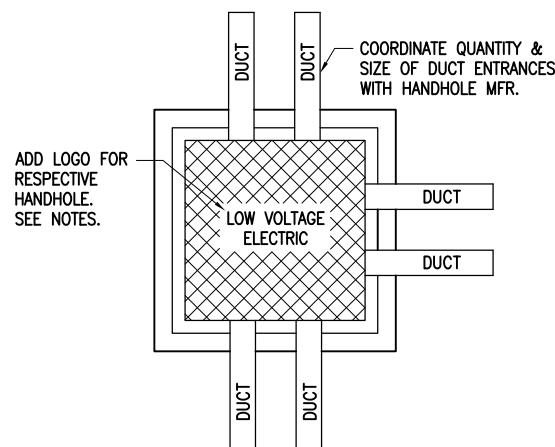 DUCT
DUCT
COORDINATE QUANTITY &
SIZE OF DUCT ENTRANCES
WITH HANDHOLE MFR.
ADD LOGO FOR
RESPECTIVE
HANDHOLE.
SEE NOTES.
LOW VOLTAGE
ELECTRIC
DUCT
DUCT
DUCT
DUCT